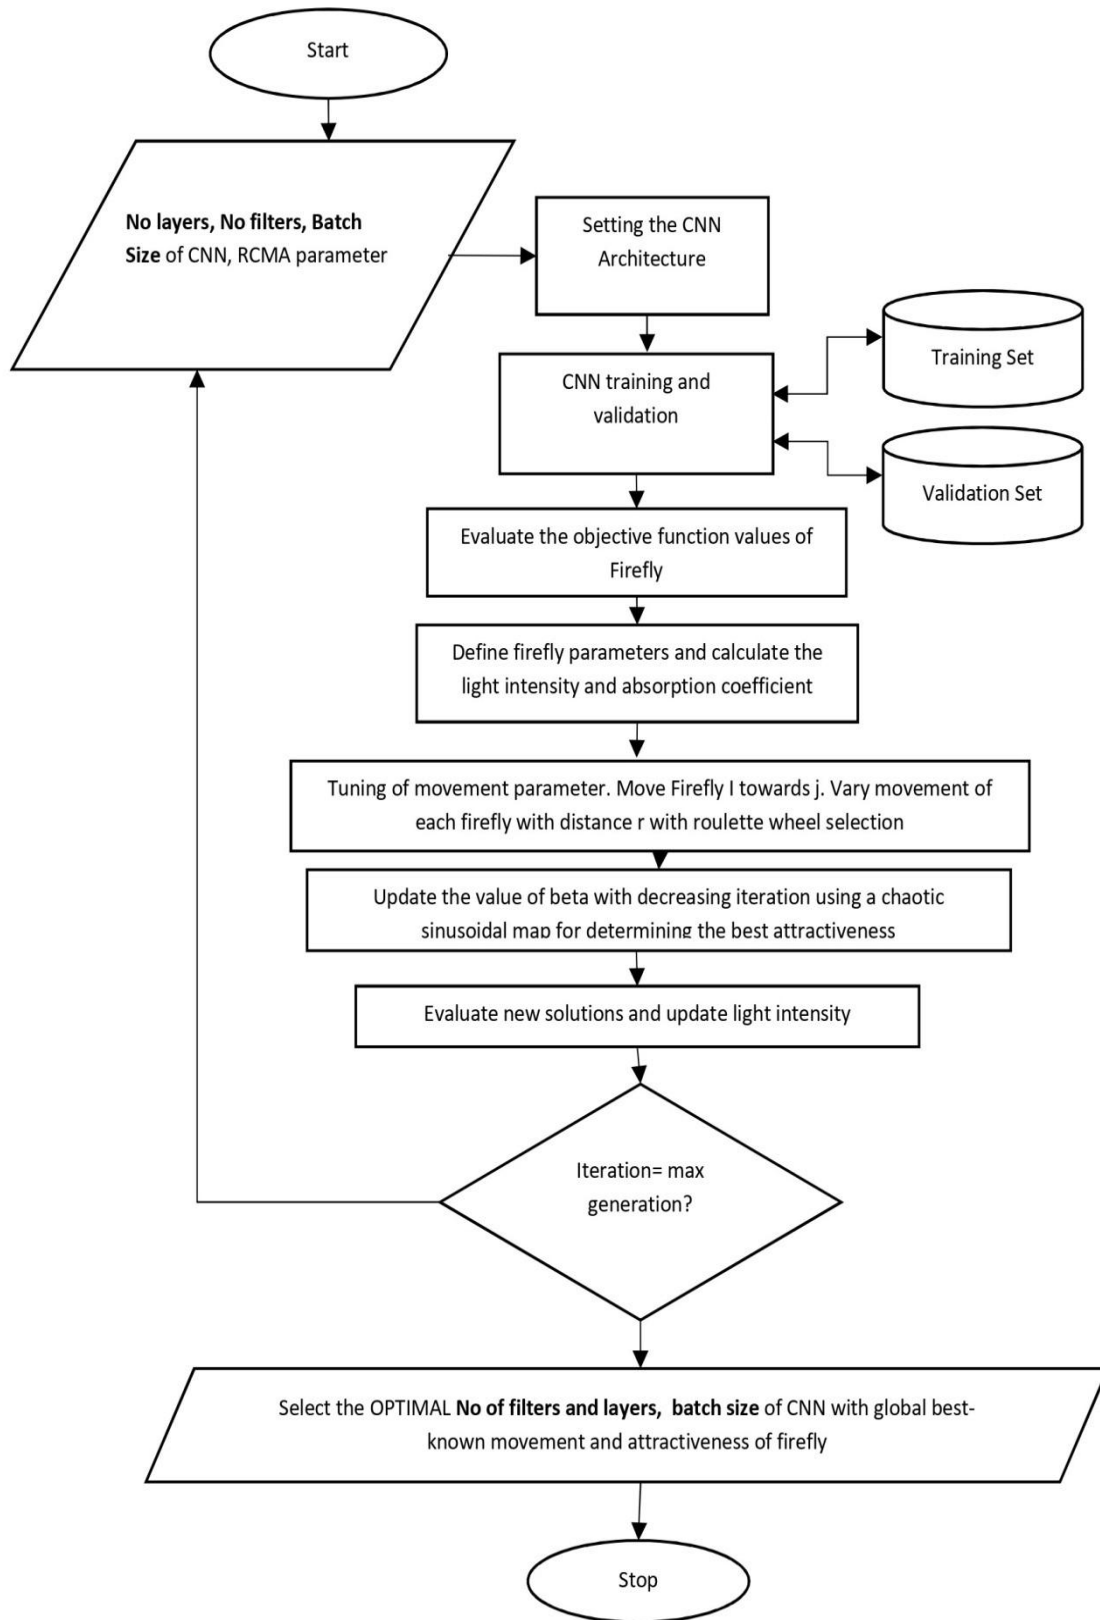 Start
No layers, No filters, Batch
Size of CNN, RCMA parameter
Setting the CNN
Architecture
CNN training and
validation
Training Set
Validation Set
Evaluate the objective function values of
Firefly
Define firefly parameters and calculate the
light intensity and absorption coefficient
Tuning of movement parameter. Move Firefly I towards j. Vary movement of
each firefly with distance r with roulette wheel selection
Update the value of beta with decreasing iteration using a chaotic
sinusoidal map for determining the best attractiveness
Evaluate new solutions and update light intensity
Iteration= max
generation?
Select the OPTIMAL No of filters and layers, batch size of CNN with global best-
known movement and attractiveness of firefly
Stop